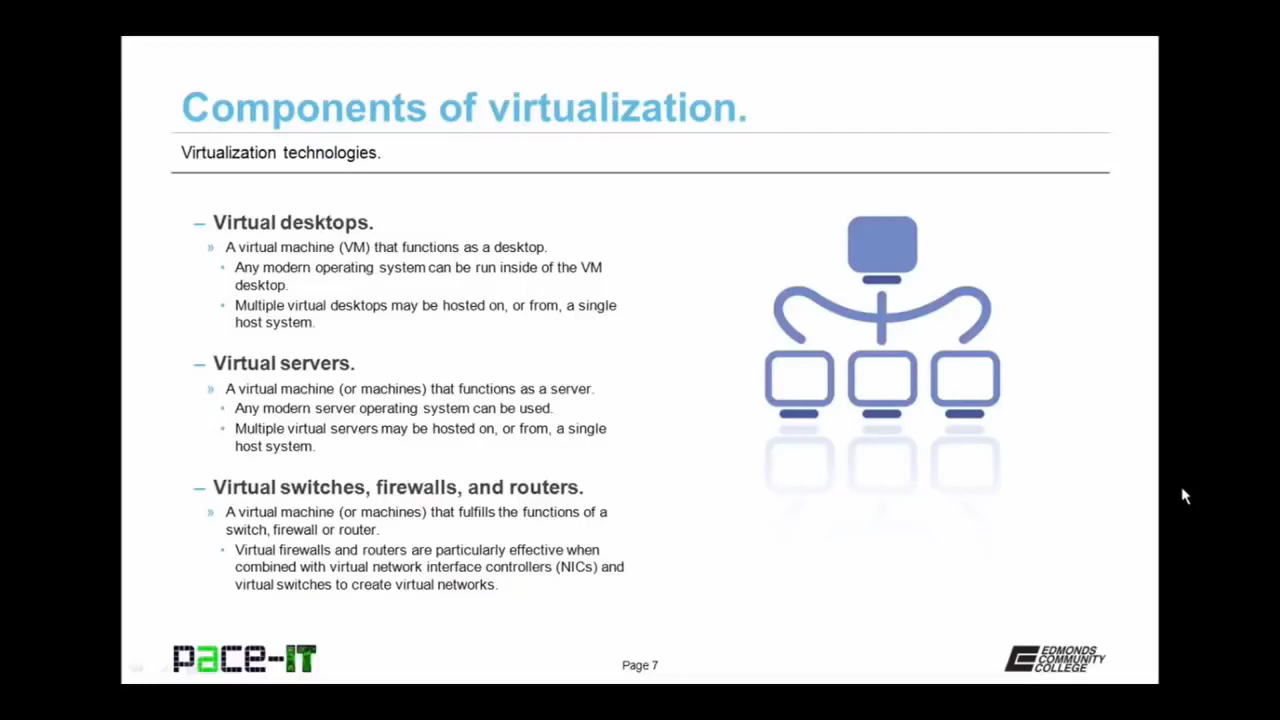 Components of virtualization.
Virtualization technologies.
– Virtual desktops.
» A virtual machine (VM) that functions as a desktop.
• Any modern operating system can be run inside of the VM
desktop.
• Multiple virtual desktops may be hosted on, or from, a single
host system.
– Virtual servers.
» A virtual machine (or machines) that functions as a server.
• Any modern server operating system can be used.
• Multiple virtual servers may be hosted on, or from, a single
host system.
– Virtual switches, firewalls, and routers.
» A virtual machine (or machines) that fulfills the functions of a
switch, firewall or router.
• Virtual firewalls and routers are particularly effective when
combined with virtual network interface controllers (NICs) and
virtual switches to create virtual networks.
pace-IT
Page 7
EDMONDS
COMMUNITY
COLLEGE